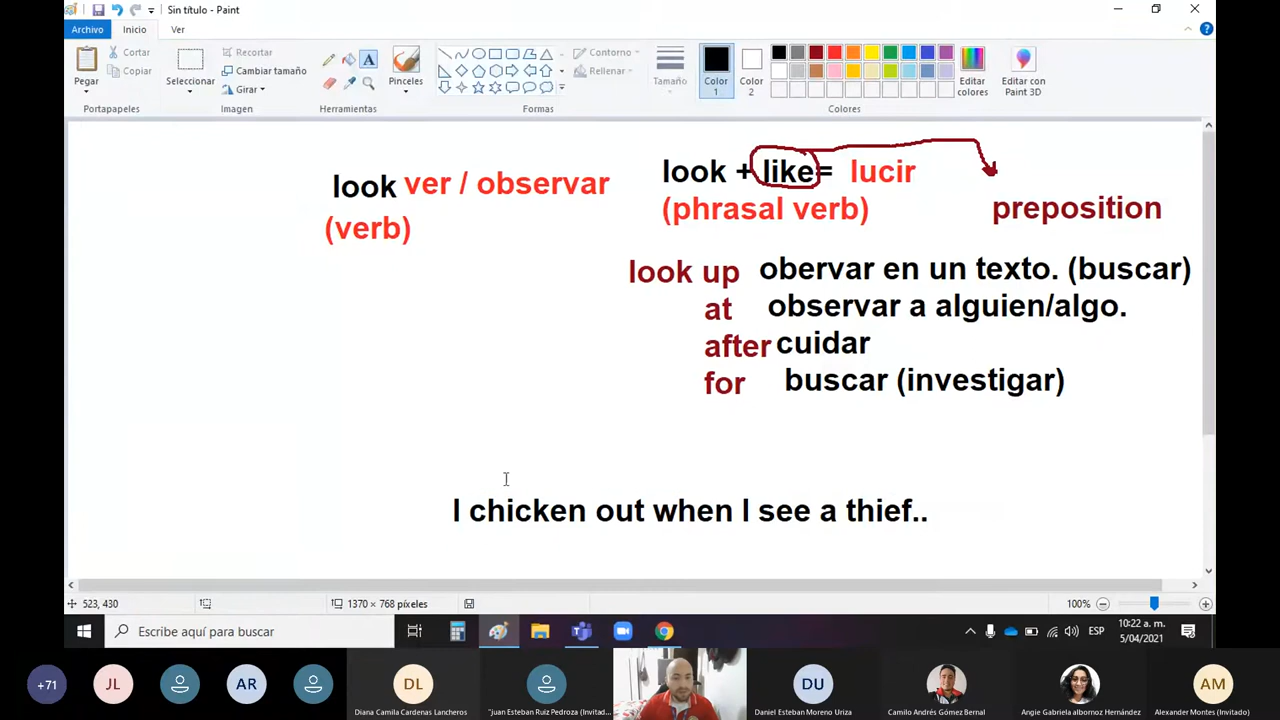 Sin título - Paint
Archivo Inicio Ver
Pegar
Cortar
Copiar
Portapapeles
Seleccionar
Recortar
Cambiar tamaño
Girar
Imagen
A
Herramientas
Pinceles
Contorno
Rellenar
Formas
Tamaño
Color 1
Color 2
Editar colores
Editar con Paint 3D
Colores
look ver / observar
(verb)
look + like= lucir
(phrasal verb)
preposition
look up obervar en un texto. (buscar)
at observar a alguien/algo.
after cuidar
for buscar (investigar)
I chicken out when I see a thief..
523, 430
1370 × 768 píxeles
100%
Escribe aquí para buscar
ESP
10:22 a. m.
5/04/2021
+71
JL
AR
DL
Diana Camila Cardenas Lancheros
"juan Esteban Ruiz Pedroza (Invitad...
DU
Daniel Esteban Moreno Uriza
Camilo Andrés Gómez Bernal
Angie Gabriela albornoz Hernández
AM
Alexander Montes (Invitado)